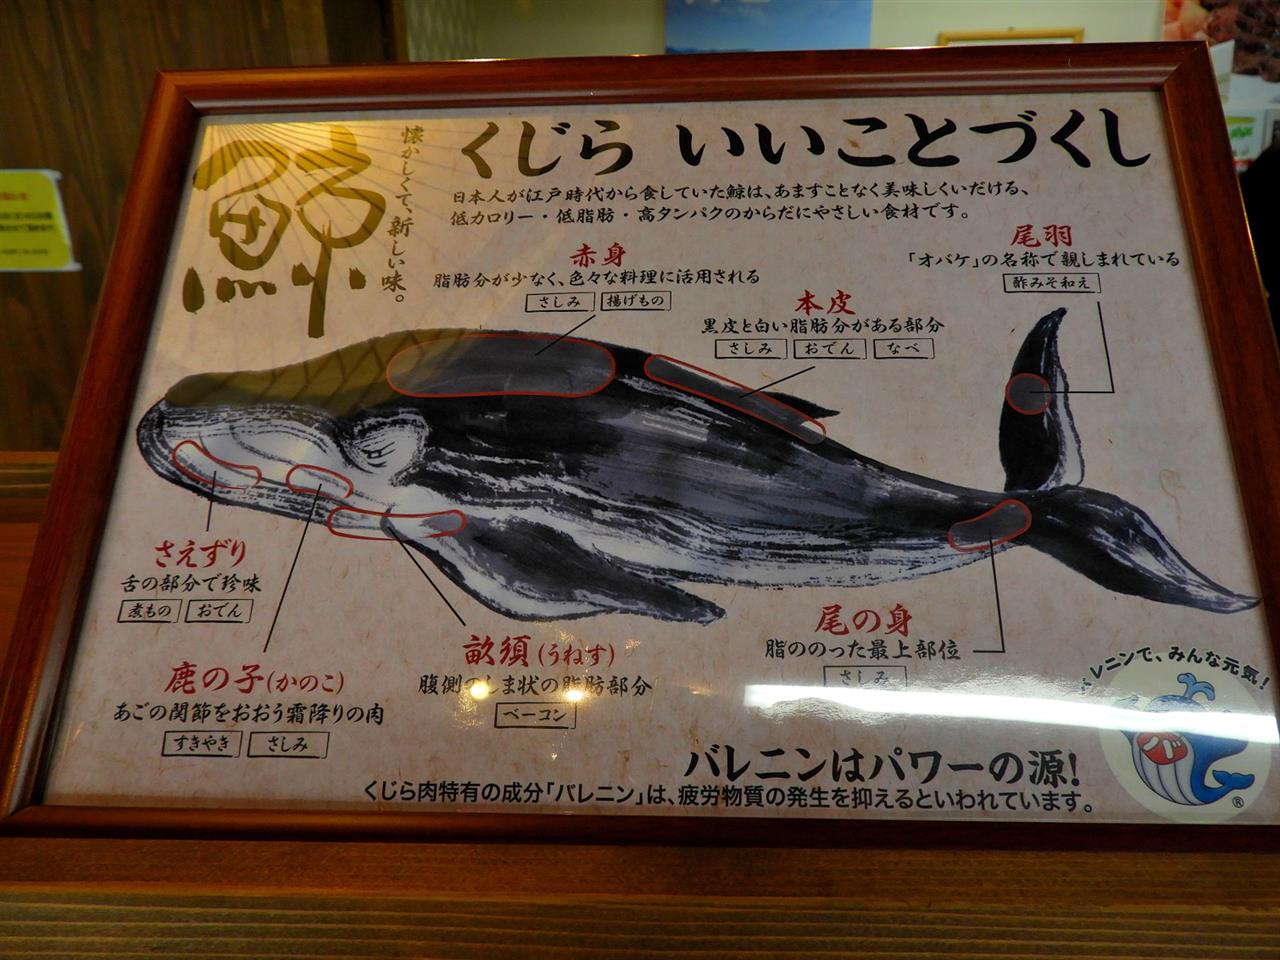 鯨
懐かしくて、新しい味。
くじら いいことづくし
日本人が江戸時代から食していた鯨は、あますことなく美味しくいだける、
低カロリー・低脂肪・高タンパクのからだにやさしい食材です。
赤身
脂肪分が少なく、色々な料理に活用される
さしみ 揚げもの
尾羽
「オバケ」の名称で親しまれている
酢みそ和え
本皮
黒皮と白い脂肪分がある部分
さしみ おでん なべ
さえずり
舌の部分で珍味
煮もの おでん
鹿の子(かのこ)
あごの関節をおおう霜降りの肉
すきやき さしみ
畝須(うねす)
腹側のしま状の脂肪部分
ベーコン
尾の身
脂ののった最上部位
さしみ
バレニンで、みんな元気!
バ
®
バレニンはパワーの源!
くじら肉特有の成分「バレニン」は、疲労物質の発生を抑えるといわれています。